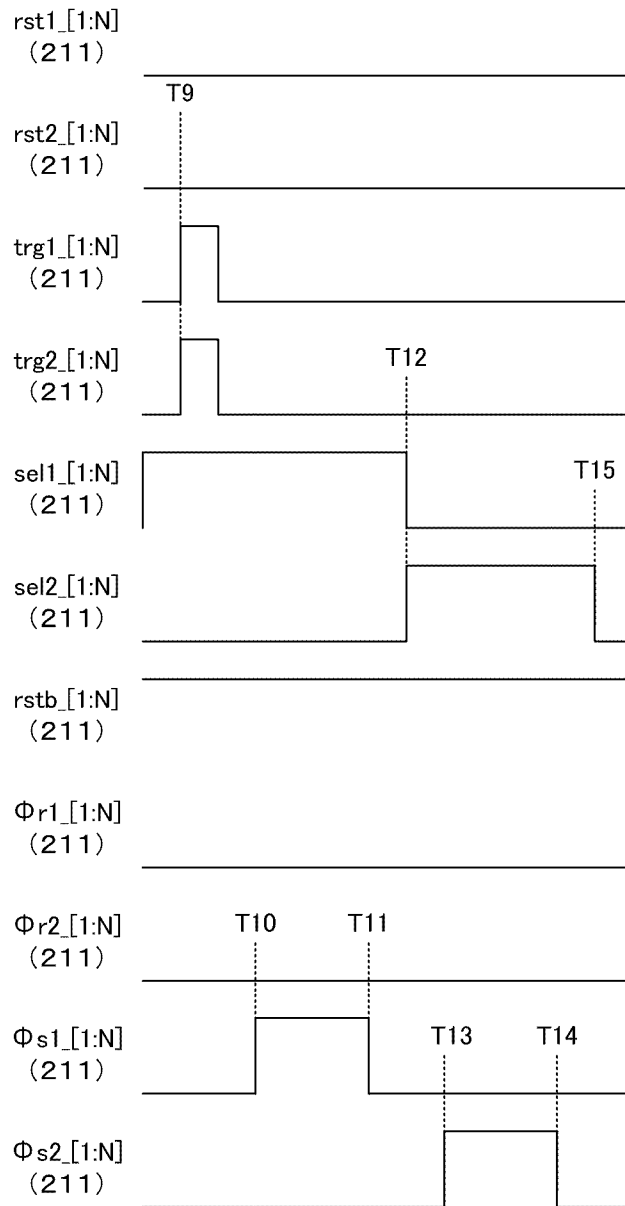 rst1_[1:N]
（211）
T9
rst2_[1:N]
（211）
trg1_[1:N]
（211）
trg2_[1:N]
（211）
T12
sel1_[1:N]
（211）
T15
sel2_[1:N]
（211）
rstb_[1:N]
（211）
Φr1_[1:N]
（211）
Φr2_[1:N]
（211）
T10
T11
Φs1_[1:N]
（211）
T13
T14
Φs2_[1:N]
（211）